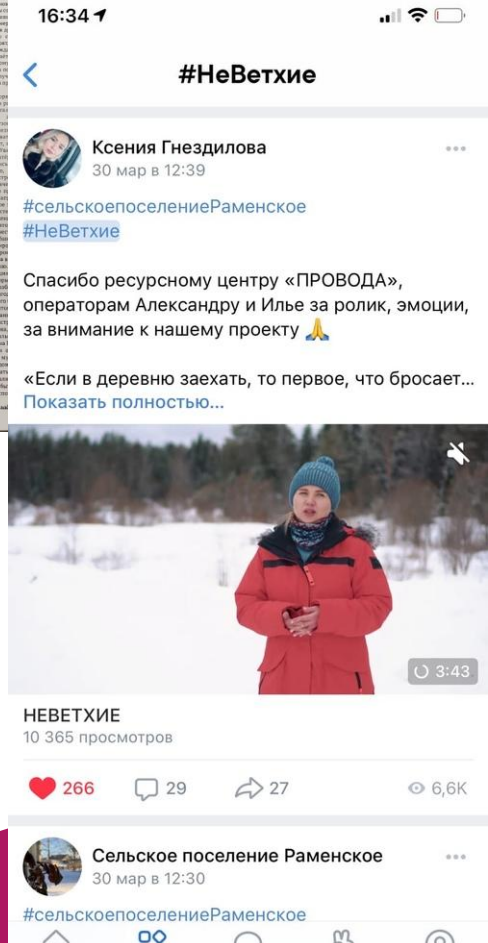 16:34
#НеВетхие
Ксения Гнездилова
30 мар в 12:39
#сельскоепоселениеРаменское
#НеВетхие
Спасибо ресурсному центру «ПРОВОДА»,
операторам Александру и Илье за ролик, эмоции,
за внимание к нашему проекту 🙏
«Если в деревню заехать, то первое, что бросает...
Показать полностью...
3:43
НЕВЕТХИЕ
10 365 просмотров
266 29 27 6,6K
Сельское поселение Раменское
30 мар в 12:30
#сельскоепоселениеРаменское